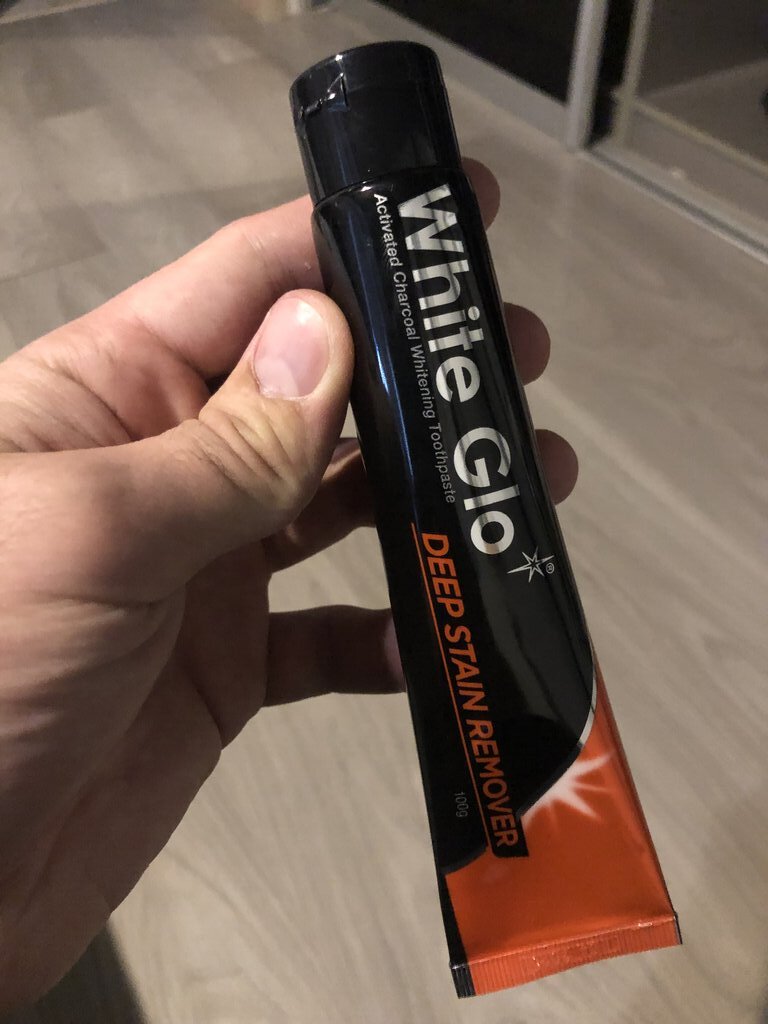 White Glo®
Activated Charcoal Whitening Toothpaste
DEEP STAIN REMOVER
100g